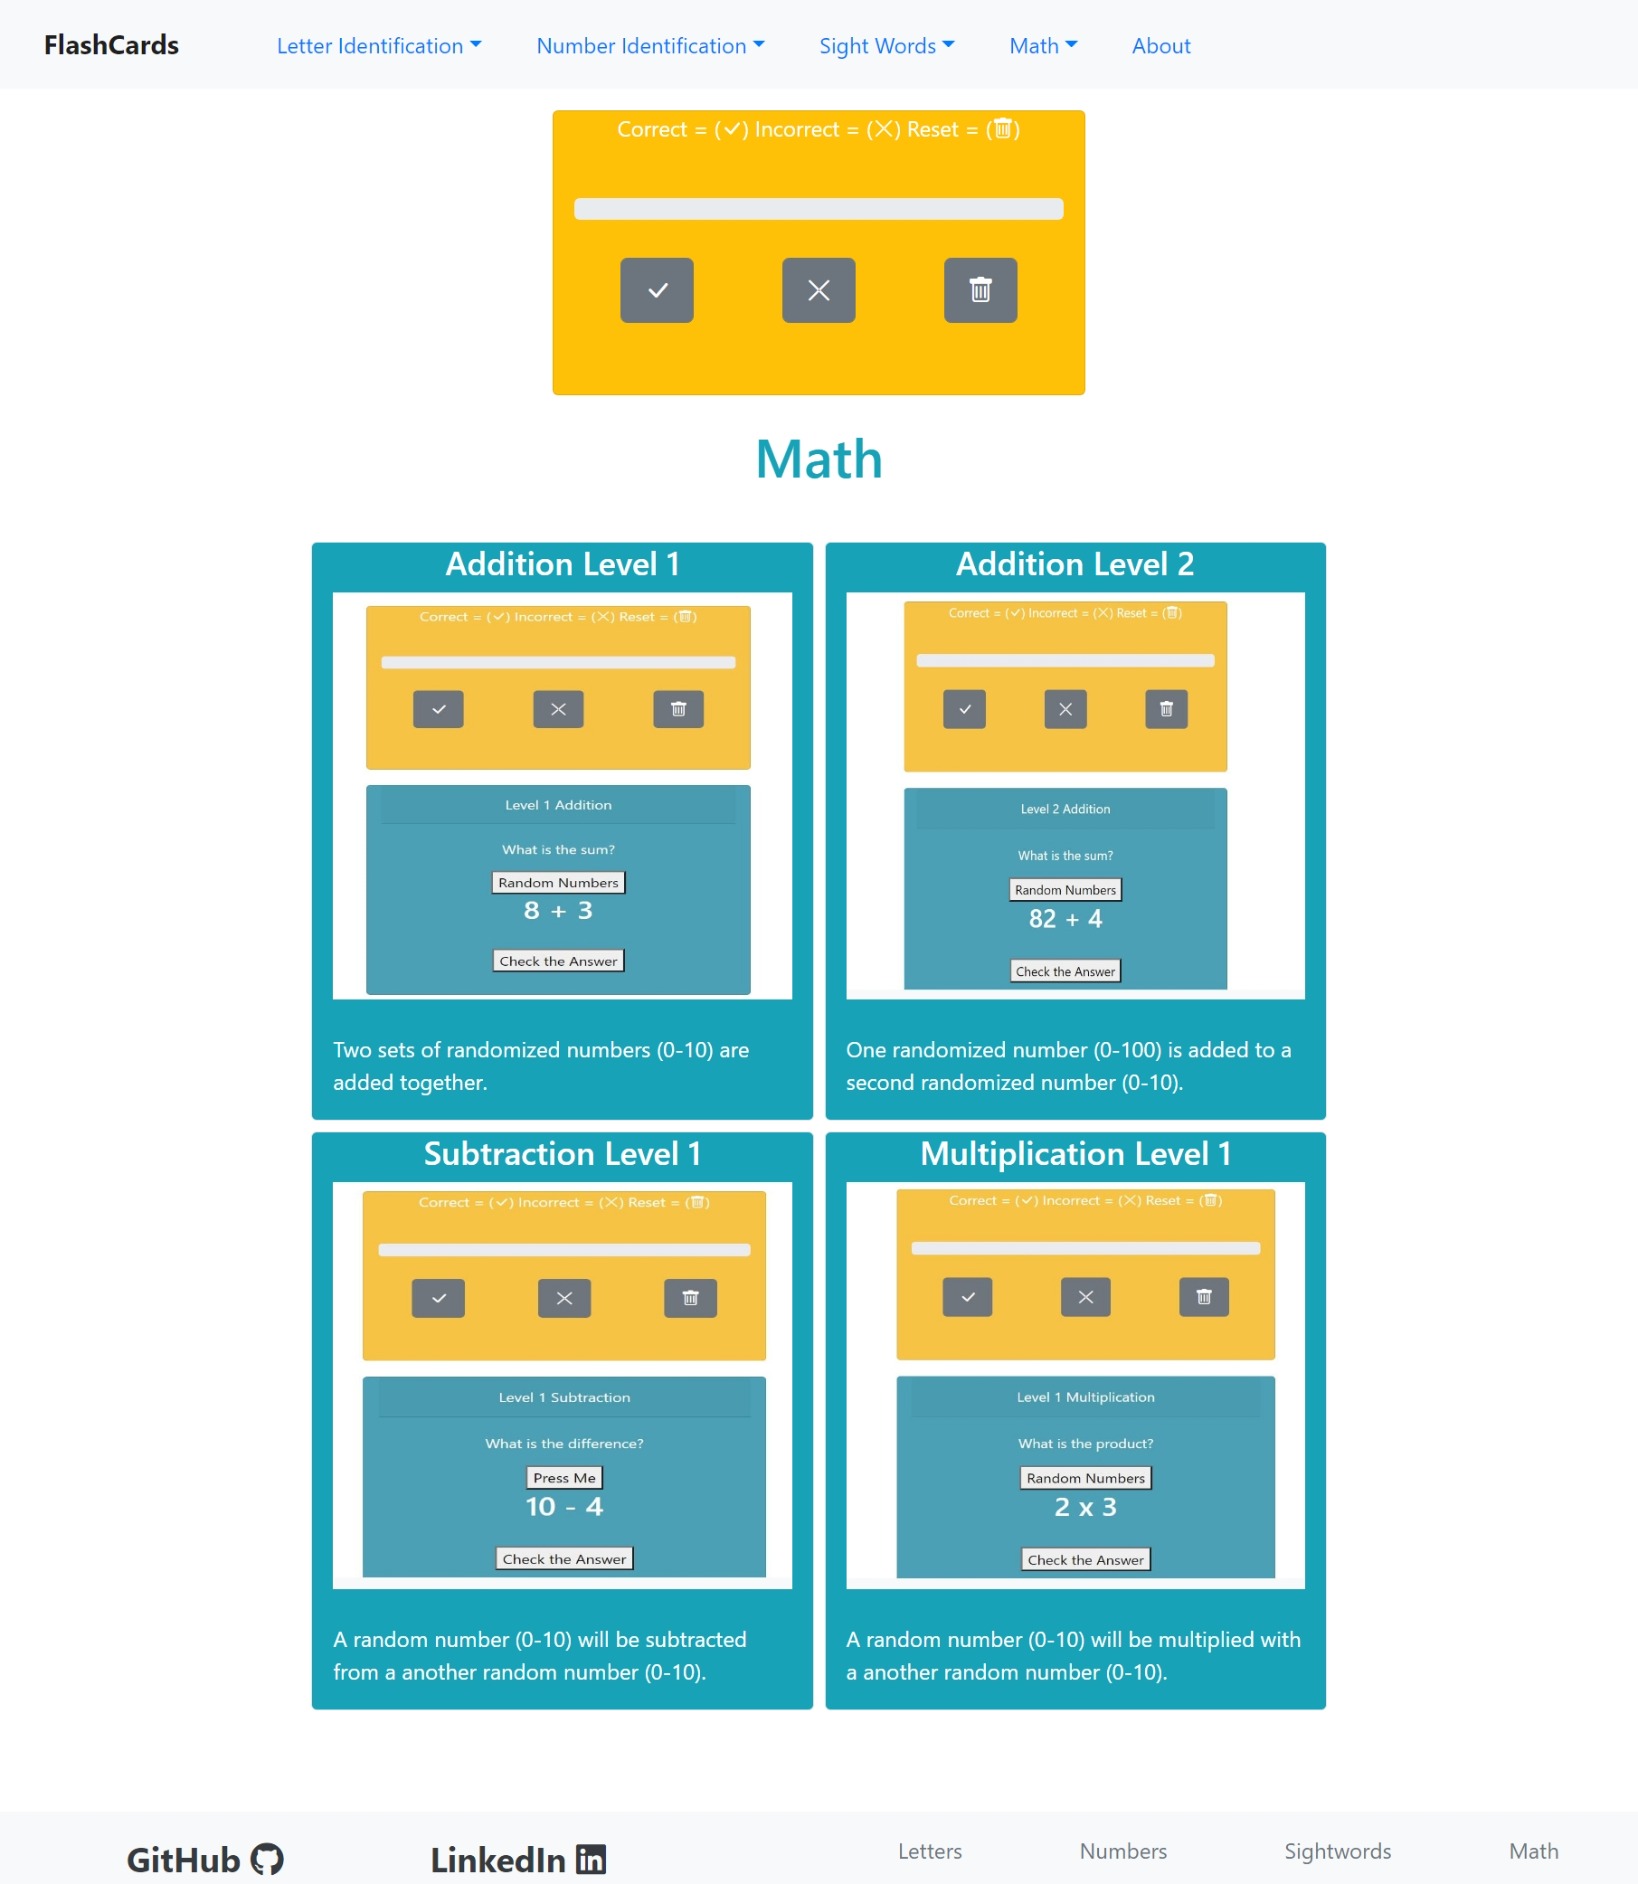 FlashCards Letter Identification Number Identification Sight Words Math About
Correct = (✓) Incorrect = (✕) Reset = (🗑)
Math
Addition Level 1
Correct = (✓) Incorrect = (✕) Reset = (🗑)
Level 1 Addition
What is the sum?
Random Numbers
8 + 3
Check the Answer
Two sets of randomized numbers (0-10) are
added together.
Addition Level 2
Correct = (✓) Incorrect = (✕) Reset = (🗑)
Level 2 Addition
What is the sum?
Random Numbers
82 + 4
Check the Answer
One randomized number (0-100) is added to a
second randomized number (0-10).
Subtraction Level 1
Correct = (✓) Incorrect = (✕) Reset = (🗑)
Level 1 Subtraction
What is the difference?
Press Me
10 - 4
Check the Answer
A random number (0-10) will be subtracted
from a another random number (0-10).
Multiplication Level 1
Correct = (✓) Incorrect = (✕) Reset = (🗑)
Level 1 Multiplication
What is the product?
Random Numbers
2 x 3
Check the Answer
A random number (0-10) will be multiplied with
a another random number (0-10).
GitHub LinkedIn Letters Numbers Sightwords Math